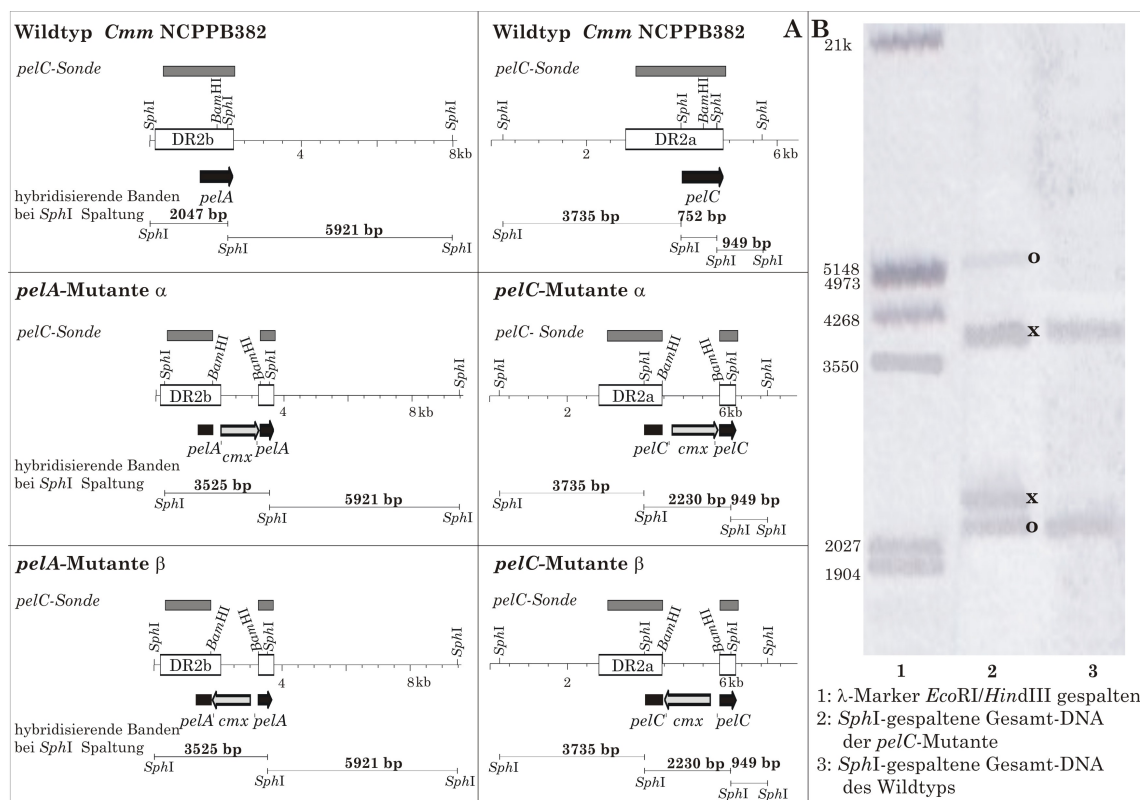 Wildtyp Cmm NCPPB382
pelC-Sonde
SphI
BamHI
SphI
SphI
DR2b
4
8kb
pelA
hybridisierende Banden
bei SphI Spaltung
2047 bp
5921 bp
SphI
SphI
SphI
Wildtyp Cmm NCPPB382
A
pelC-Sonde
SphI
SphI
BamHI
SphI
SphI
DR2a
2
6kb
pelC
3735 bp
752 bp
949 bp
SphI
SphI
SphI
pelA-Mutante α
pelC-Sonde
SphI
BamHI
BamHI
SphI
SphI
DR2b
4
8kb
pelA'
cmx
'pelA
hybridisierende Banden
bei SphI Spaltung
3525 bp
5921 bp
SphI
SphI
SphI
pelC-Mutante α
pelC- Sonde
SphI
SphI
BamHI
BamHI
SphI
SphI
DR2a
2
6kb
pelC'
cmx
'pelC
3735 bp
2230 bp
949 bp
SphI
SphI
SphI
SphI
pelA-Mutante β
pelC-Sonde
SphI
BamHI
BamHI
SphI
SphI
DR2b
4
8kb
pelA'
cmx
'pelA
hybridisierende Banden
bei SphI Spaltung
3525 bp
5921 bp
SphI
SphI
SphI
pelC-Mutante β
pelC-Sonde
SphI
SphI
BamHI
BamHI
SphI
SphI
DR2a
2
6kb
pelC'
cmx
'pelC
3735 bp
2230 bp
949 bp
SphI
SphI
SphI
SphI
B
21k
5148
4973
4268
3550
2027
1904
o
x
x
o
1
2
3
1: λ-Marker EcoRI/HindIII gespalten
2: SphI-gespaltene Gesamt-DNA
der pelC-Mutante
3: SphI-gespaltene Gesamt-DNA
des Wildtyps